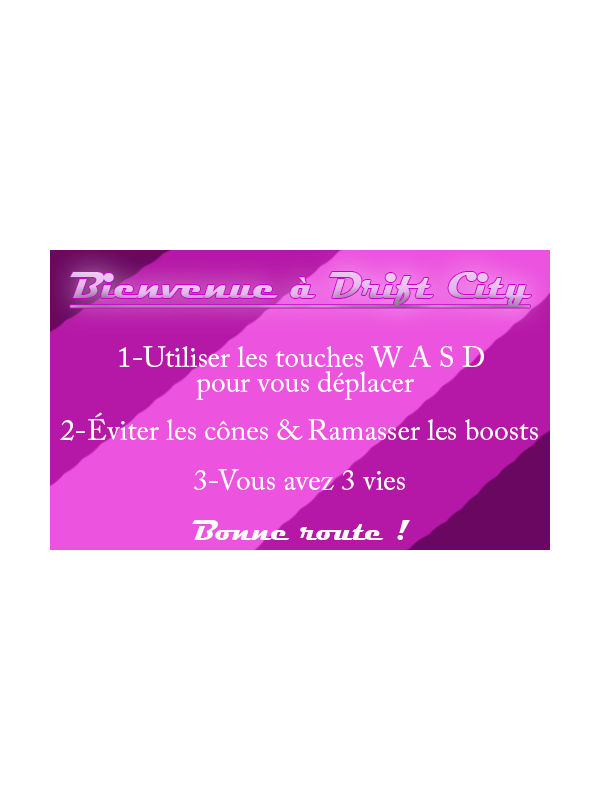 Bienvenue à Drift City
1-Utiliser les touches W A S D
pour vous déplacer
2-Éviter les cônes & Ramasser les boosts
3-Vous avez 3 vies
Bonne route !